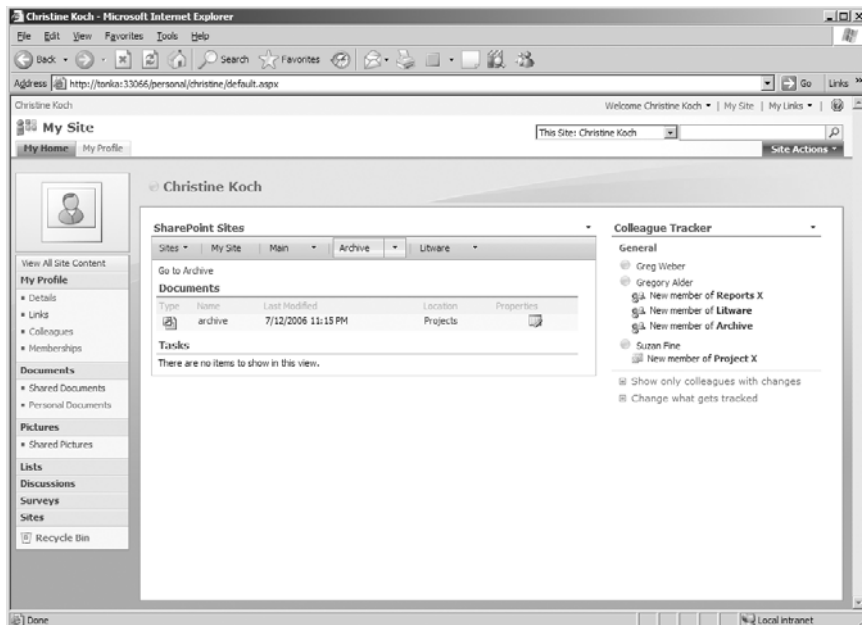 Christine Koch - Microsoft Internet Explorer
File Edit View Favorites Tools Help
Back Search Favorites
Address http://tonka:33066/personal/christine/default.aspx Go Links »
Christine Koch Welcome Christine Koch | My Site | My Links |
My Site This Site: Christine Koch
My Home My Profile Site Actions
Christine Koch
View All Site Content
My Profile
Details
Links
Colleagues
Memberships
Documents
Shared Documents
Personal Documents
Pictures
Shared Pictures
Lists
Discussions
Surveys
Sites
Recycle Bin
SharePoint Sites
Sites | My Site | Main | Archive | Litware
Go to Archive
Documents
Type Name Last Modified Location Properties
archive 7/12/2006 11:15 PM Projects
Tasks
There are no items to show in this view.
Colleague Tracker
General
Greg Weber
Gregory Alder
New member of Reports X
New member of Litware
New member of Archive
Suzan Fine
New member of Project X
Show only colleagues with changes
Change what gets tracked
Done Local intranet